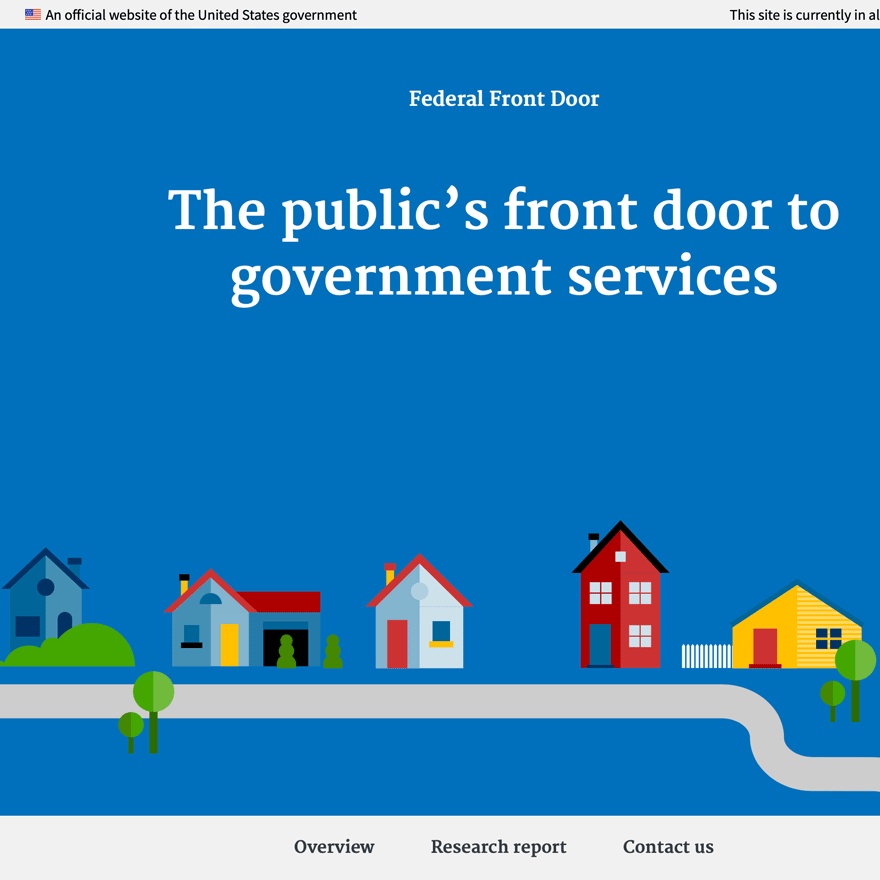 An official website of the United States government
This site is currently in al
Federal Front Door
The public’s front door to
government services
Overview
Research report
Contact us